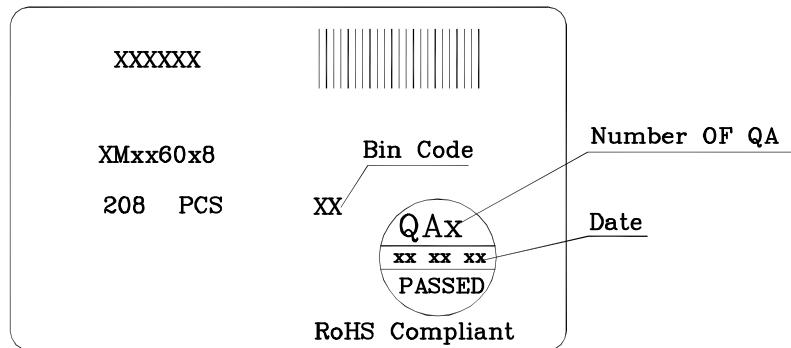 XXXXXX
Number OF QA
XMxx60x8
Bin Code
208 PCS
XX
QAx
Date
xx xx xx
PASSED
RoHS Compliant